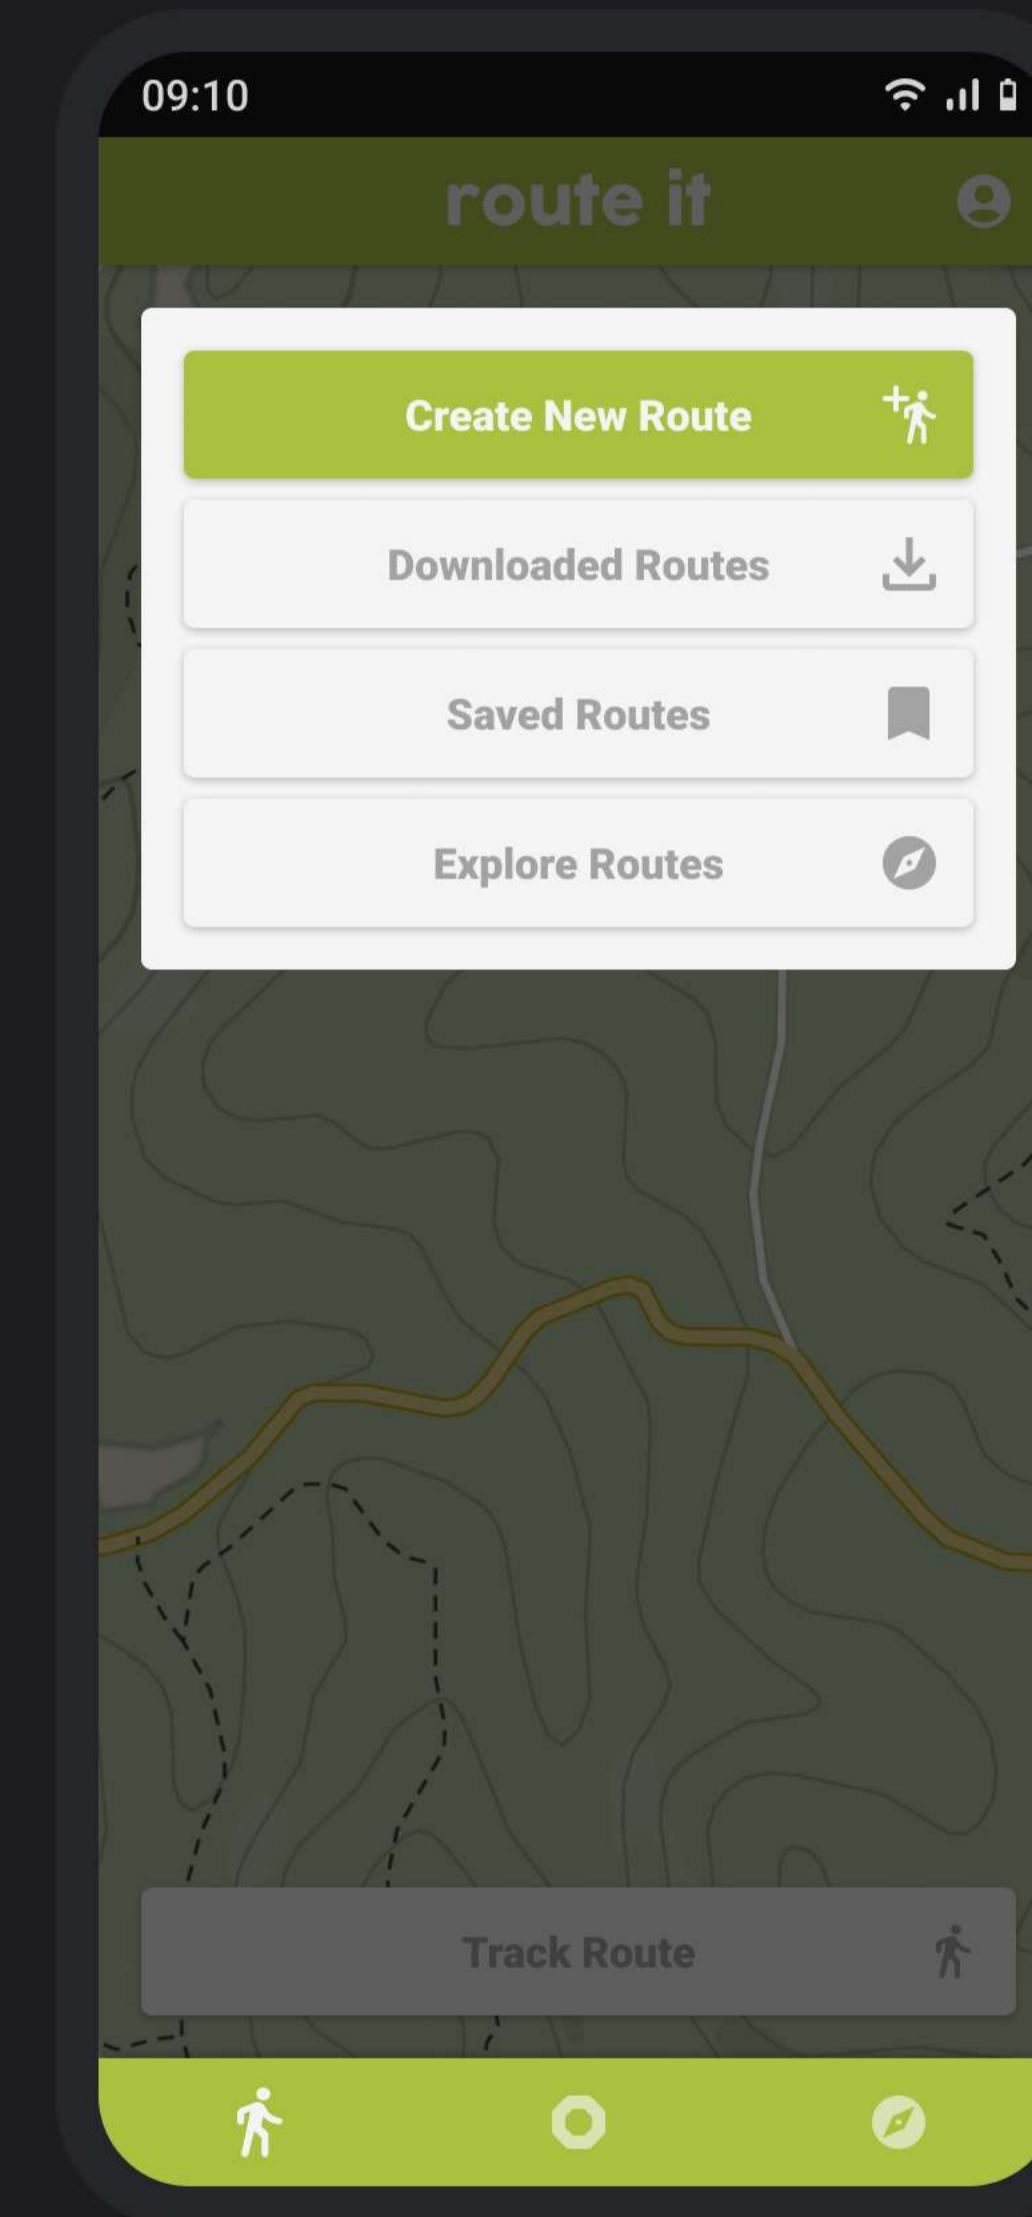 09:10
route it
Create New Route
Downloaded Routes
Saved Routes
Explore Routes
Track Route